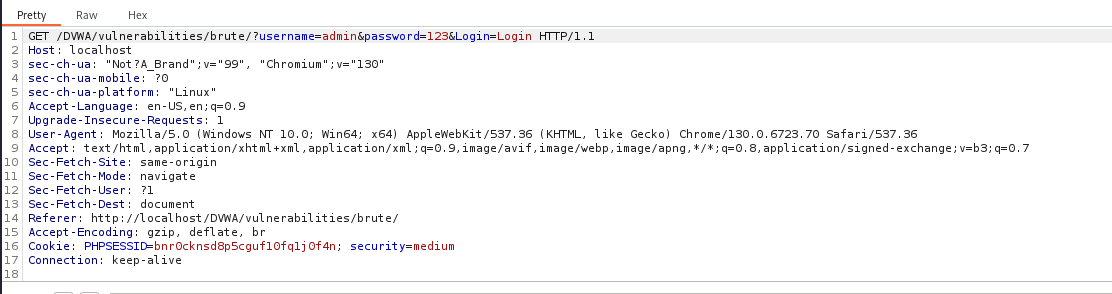 Pretty Raw Hex
1 GET /DVWA/vulnerabilities/brute/?username=admin&password=123&Login=Login HTTP/1.1
2 Host: localhost
3 sec-ch-ua: "Not?A_Brand";v="99", "Chromium";v="130"
4 sec-ch-ua-mobile: ?0
5 sec-ch-ua-platform: "Linux"
6 Accept-Language: en-US,en;q=0.9
7 Upgrade-Insecure-Requests: 1
8 User-Agent: Mozilla/5.0 (Windows NT 10.0; Win64; x64) AppleWebKit/537.36 (KHTML, like Gecko) Chrome/130.0.6723.70 Safari/537.36
9 Accept: text/html,application/xhtml+xml,application/xml;q=0.9,image/avif,image/webp,image/apng,*/*;q=0.8,application/signed-exchange;v=b3;q=0.7
10 Sec-Fetch-Site: same-origin
11 Sec-Fetch-Mode: navigate
12 Sec-Fetch-User: ?1
13 Sec-Fetch-Dest: document
14 Referer: http://localhost/DVWA/vulnerabilities/brute/
15 Accept-Encoding: gzip, deflate, br
16 Cookie: PHPSESSID=bnr0cknsd8p5cguf10fq1j0f4n; security=medium
17 Connection: keep-alive
18